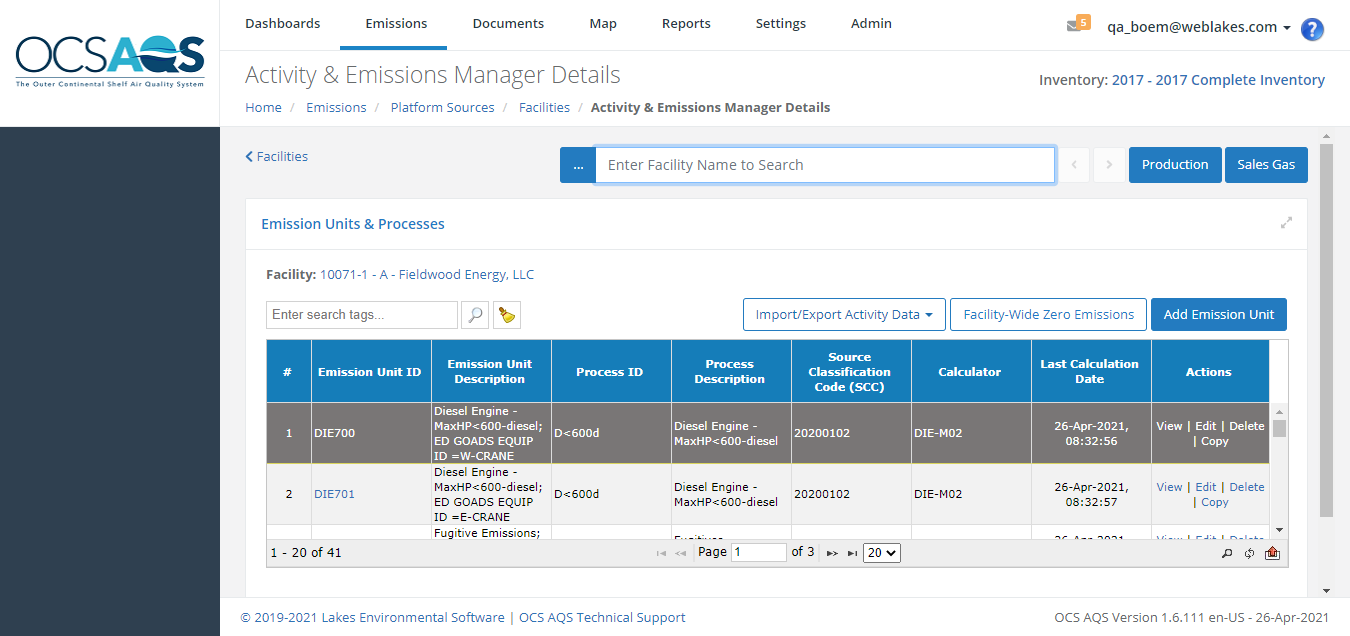 OCSAQS
The Outer Continental Shelf Air Quality System
Dashboards Emissions Documents Map Reports Settings Admin 5 qa_boem@weblakes.com ?
Activity & Emissions Manager Details
Inventory: 2017 - 2017 Complete Inventory
Home / Emissions / Platform Sources / Facilities / Activity & Emissions Manager Details
Facilities
... Enter Facility Name to Search Production Sales Gas
Emission Units & Processes
Facility: 10071-1 - A - Fieldwood Energy, LLC
Enter search tags... Import/Export Activity Data Facility-Wide Zero Emissions Add Emission Unit
# Emission Unit ID Emission Unit Description Process ID Process Description Source Classification Code (SCC) Calculator Last Calculation Date Actions
1 DIE700 Diesel Engine - MaxHP<600-diesel; ED GOADS EQUIP ID =W-CRANE D<600d Diesel Engine - MaxHP<600-diesel 20200102 DIE-M02 26-Apr-2021, 08:32:56 View | Edit | Delete | Copy
2 DIE701 Diesel Engine - MaxHP<600-diesel; ED GOADS EQUIP ID =E-CRANE D<600d Diesel Engine - MaxHP<600-diesel 20200102 DIE-M02 26-Apr-2021, 08:32:57 View | Edit | Delete | Copy
Fugitive Emissions;
1 - 20 of 41 Page 1 of 3 20
© 2019-2021 Lakes Environmental Software | OCS AQS Technical Support
OCS AQS Version 1.6.111 en-US - 26-Apr-2021